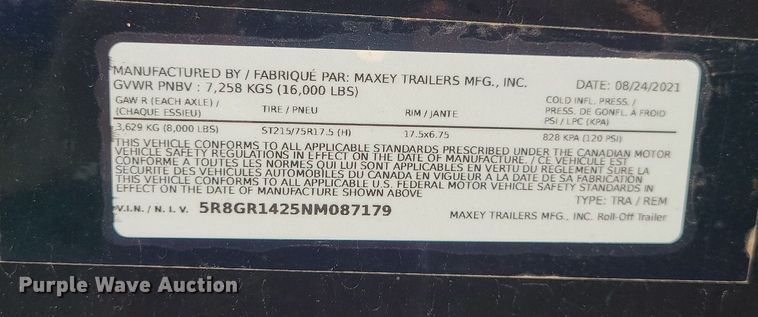 MANUFACTURED BY / FABRIQUÉ PAR: MAXEY TRAILERS MFG., INC.
GVWR PNBV : 7,258 KGS (16,000 LBS) DATE: 08/24/2021
GAW R (EACH AXLE) / (CHAQUE ESSIEU) TIRE / PNEU RIM / JANTE COLD INFL. PRESS. / PRESS. DE GONFL. A FROID PSI / LPC (KPA)
3,629 KG (8,000 LBS) ST215/75R17.5 (H) 17.5x6.75 828 KPA (120 PSI)
THIS VEHICLE CONFORMS TO ALL APPLICABLE STANDARDS PRESCRIBED UNDER THE CANADIAN MOTOR
VEHICLE SAFETY REGULATIONS IN EFFECT ON THE DATE OF MANUFACTURE. / CE VEHICULE EST
CONFORME A TOUTES LES NORMES QUI LUI SONT APPLICABLES EN VERTU DU REGLEMENT SUR LA
SECURITE DES VEHICULES AUTOMOBILES DU CANADA EN VIGUEUR A LA DATE DE SA FABRICATION
THIS VEHICLE CONFORMS TO ALL APPLICABLE U.S. FEDERAL MOTOR VEHICLE SAFETY STANDARDS IN
EFFECT ON THE DATE OF MANUFACTURE SHOWN ABOVE
TYPE: TRA / REM
V.I.N. / N. I. V. 5R8GR1425NM087179 MAXEY TRAILERS MFG., INC. Roll-Off Trailer
Purple Wave Auction